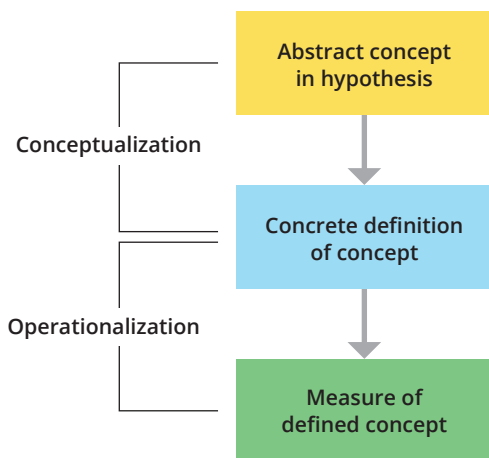 Abstract concept
in hypothesis
Conceptualization
Concrete definition
of concept
Operationalization
Measure of
defined concept